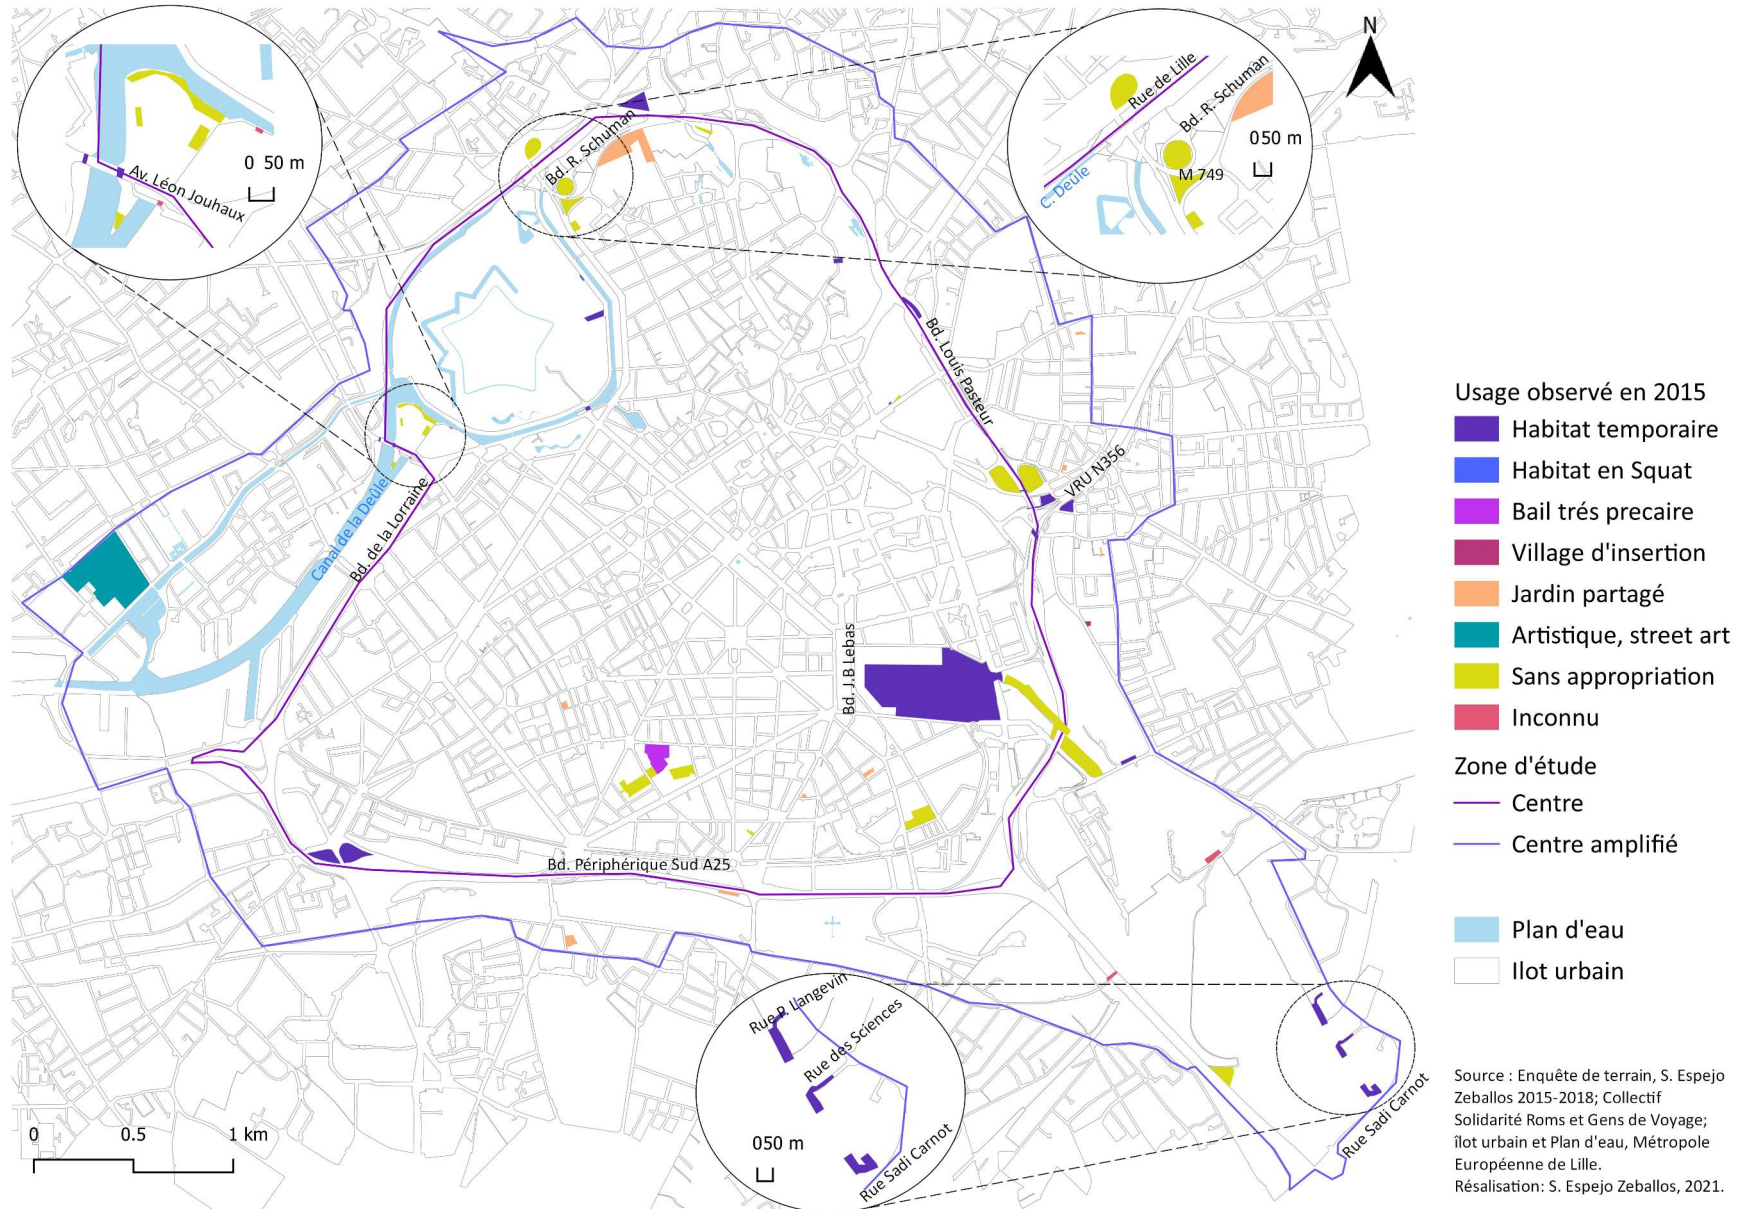 N
Rue de Lille
Bd. R. Schuman
050 m
M 749
C. Deûle
0 50 m
Av. Léon Jouhaux
Bd. R. Schuman
Bd. Louis Pasteur
VRU N356
Canal de la Deûle
Bd. de la Lorraine
Bd. J.B Lebas
Bd. Périphérique Sud A25
Rue P. Langevin
Rue des Sciences
050 m
Rue Sadi Carnot
Rue Sadi Carnot
0 0.5 1 km
Usage observé en 2015
Habitat temporaire
Habitat en Squat
Bail trés precaire
Village d'insertion
Jardin partagé
Artistique, street art
Sans appropriation
Inconnu
Zone d'étude
Centre
Centre amplifié
Plan d'eau
Ilot urbain
Source : Enquête de terrain, S. Espejo
Zeballos 2015-2018; Collectif
Solidarité Roms et Gens de Voyage;
îlot urbain et Plan d'eau, Métropole
Européenne de Lille.
Résalisation: S. Espejo Zeballos, 2021.